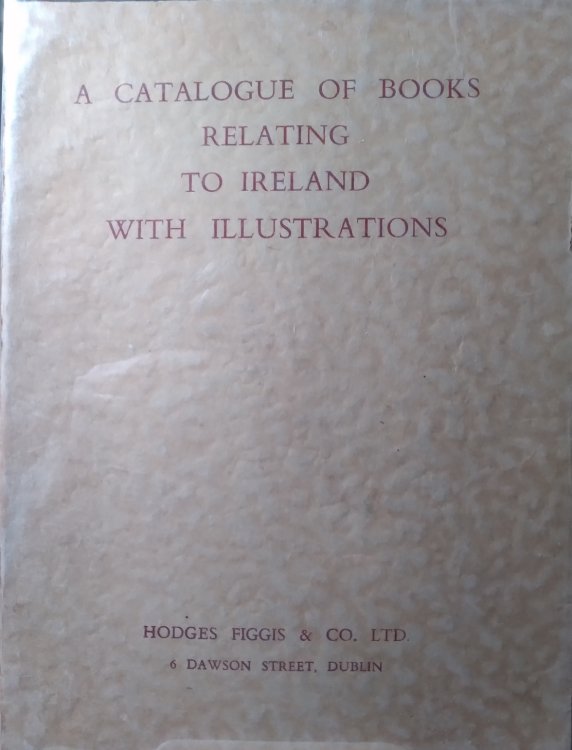 A CATALOGUE OF BOOKS
RELATING
TO IRELAND
WITH ILLUSTRATIONS
HODGES FIGGIS & CO. LTD.
6 DAWSON STREET, DUBLIN